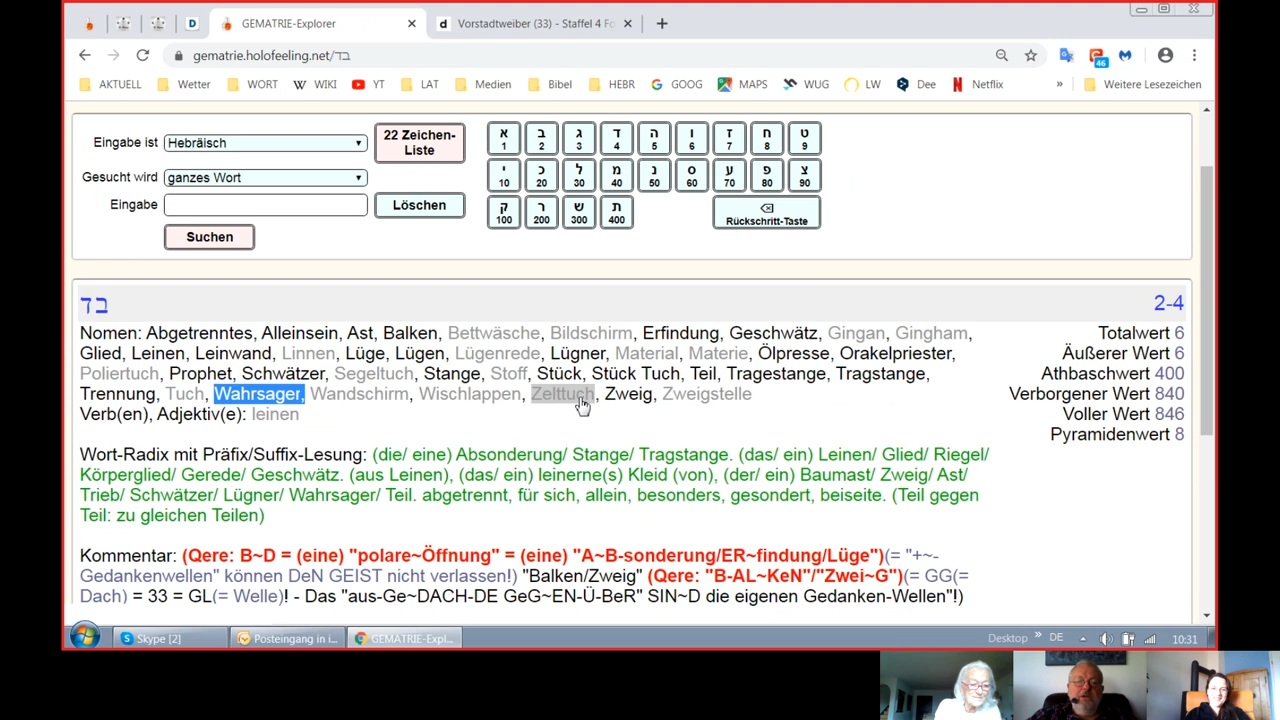 GEMATRIE-Explorer
Vorstadtweiber (33) - Staffel 4 Fo
gematrie.holofeeling.net/בד
46
AKTUELL Wetter WORT WIKI YT LAT Medien Bibel HEBR GOOG MAPS WUG LW Dee Netflix » Weitere Lesezeichen
Eingabe ist Hebräisch
22 Zeichen-Liste
Gesucht wird ganzes Wort
Eingabe Löschen
Suchen
א ב ג ד ה ו ז ח ט
1 2 3 4 5 6 7 8 9
י כ ל מ נ ס ע פ צ
10 20 30 40 50 60 70 80 90
ק ר ש ת
100 200 300 400 Rückschritt-Taste
בד 2-4
Nomen: Abgetrenntes, Alleinsein, Ast, Balken, Bettwäsche, Bildschirm, Erfindung, Geschwätz, Gingan, Gingham, Totalwert 6
Glied, Leinen, Leinwand, Linnen, Lüge, Lügen, Lügenrede, Lügner, Material, Materie, Ölpresse, Orakelpriester, Äußerer Wert 6
Poliertuch, Prophet, Schwätzer, Segeltuch, Stange, Stoff, Stück, Stück Tuch, Teil, Tragestange, Tragstange, Athbaschwert 400
Trennung, Tuch, Wahrsager, Wandschirm, Wischlappen, Zelttuch, Zweig, Zweigstelle Verborgener Wert 840
Verb(en), Adjektiv(e): leinen Voller Wert 846
Pyramidenwert 8
Wort-Radix mit Präfix/Suffix-Lesung: (die/ eine) Absonderung/ Stange/ Tragstange. (das/ ein) Leinen/ Glied/ Riegel/
Körperglied/ Gerede/ Geschwätz. (aus Leinen), (das/ ein) leinerne(s) Kleid (von), (der/ ein) Baumast/ Zweig/ Ast/
Trieb/ Schwätzer/ Lügner/ Wahrsager/ Teil. abgetrennt, für sich, allein, besonders, gesondert, beiseite. (Teil gegen
Teil: zu gleichen Teilen)
Kommentar: (Qere: B~D = (eine) "polare~Öffnung" = (eine) "A~B-sonderung/ER~findung/Lüge")(= "+~-
Gedankenwellen" können DeN GEIST nicht verlassen!) "Balken/Zweig" (Qere: "B-AL~KeN"/"Zwei~G")(= GG(=
Dach) = 33 = GL(= Welle)! - Das "aus-Ge~DACH-DE GeG~EN-Ü-BeR" SIN~D die eigenen Gedanken-Wellen"!)
Skype [2] Posteingang in i... GEMATRIE-Expl... Desktop » DE 10:31